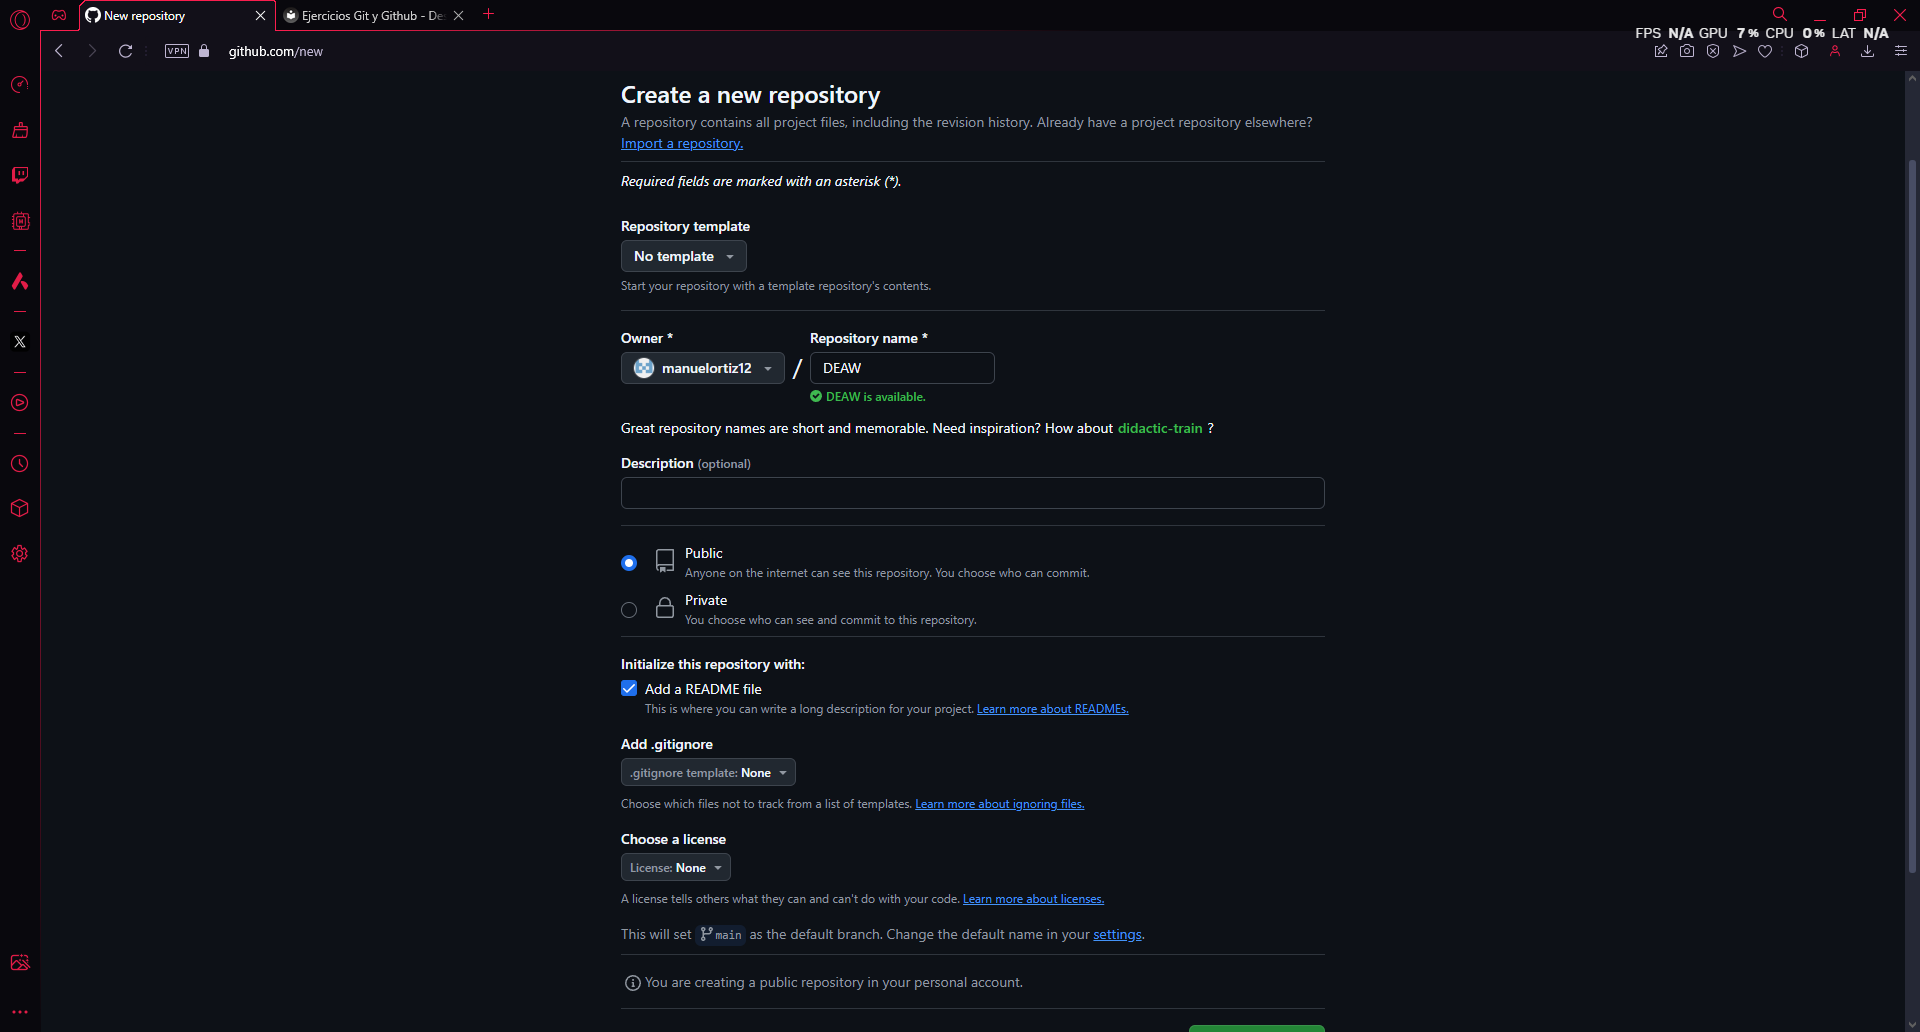 New repository
Ejercicios Git y Github - De
FPS N/A GPU 7% CPU 0% LAT N/A
VPN
github.com/new
Create a new repository
A repository contains all project files, including the revision history. Already have a project repository elsewhere?
Import a repository.
Required fields are marked with an asterisk (*).
Repository template
No template
Start your repository with a template repository's contents.
Owner *
Repository name *
manuelortiz12
/
DEAW
DEAW is available.
Great repository names are short and memorable. Need inspiration? How about didactic-train ?
Description (optional)
Public
Anyone on the internet can see this repository. You choose who can commit.
Private
You choose who can see and commit to this repository.
Initialize this repository with:
Add a README file
This is where you can write a long description for your project. Learn more about READMEs.
Add .gitignore
.gitignore template: None
Choose which files not to track from a list of templates. Learn more about ignoring files.
Choose a license
License: None
A license tells others what they can and can't do with your code. Learn more about licenses.
This will set main as the default branch. Change the default name in your settings.
You are creating a public repository in your personal account.